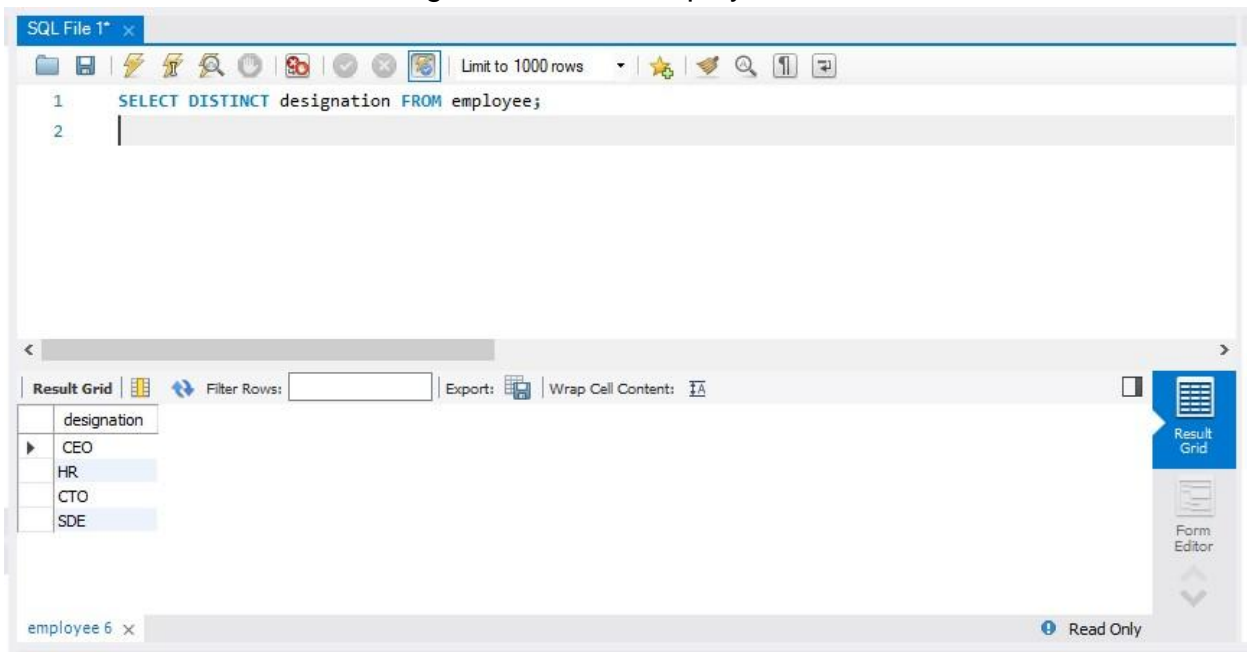 SQL File 1*
Limit to 1000 rows
1 SELECT DISTINCT designation FROM employee;
2
Result Grid Filter Rows: Export: Wrap Cell Content:
designation
CEO
HR
CTO
SDE
Result
Grid
Form
Editor
employee 6
Read Only